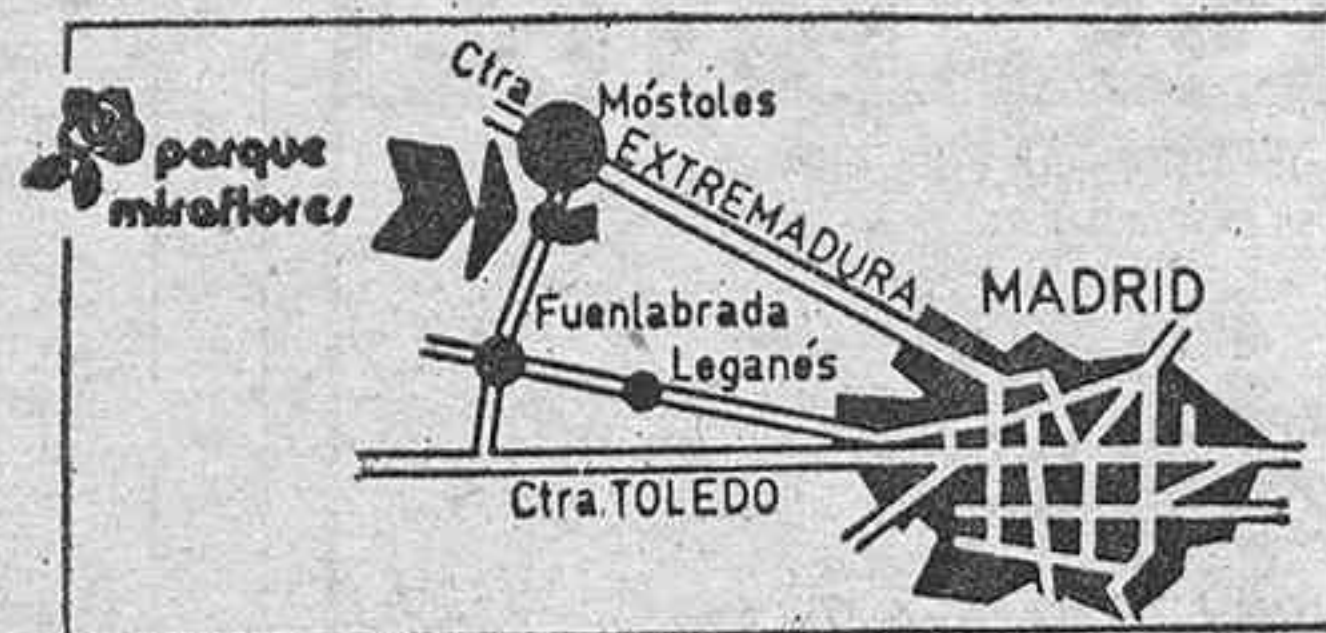 parque
miraflores
Ctra
Móstoles
EXTREMADURA
MADRID
Fuenlabrada
Leganés
Ctra.TOLEDO